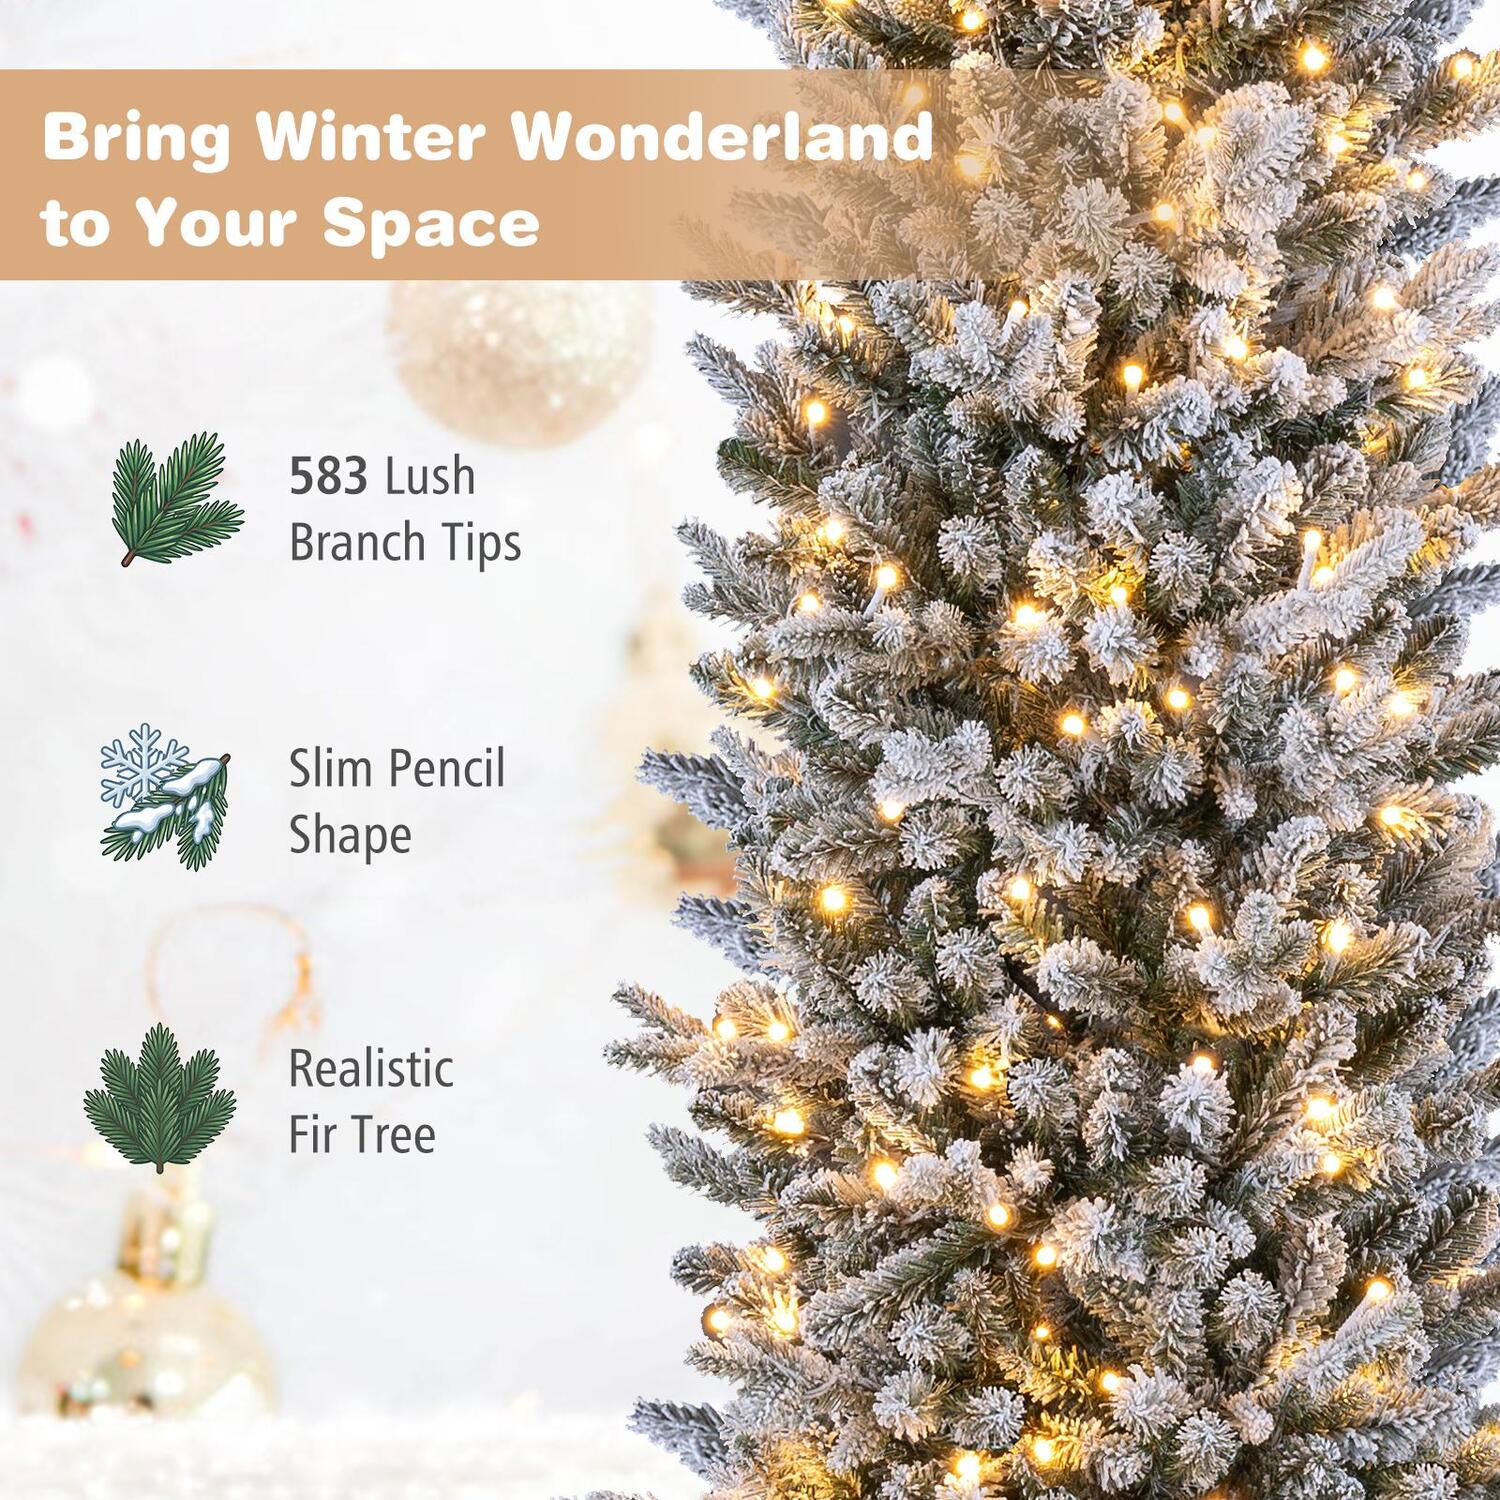 Bring Winter Wonderland
to Your Space
583 Lush
Branch Tips
Slim Pencil
Shape
Realistic
Fir Tree